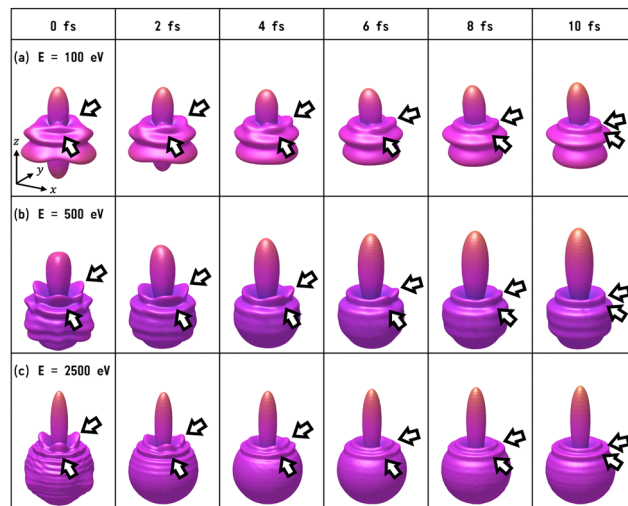 0 fs 2 fs 4 fs 6 fs 8 fs 10 fs
(a) E = 100 eV
z
y
x
(b) E = 500 eV
(c) E = 2500 eV